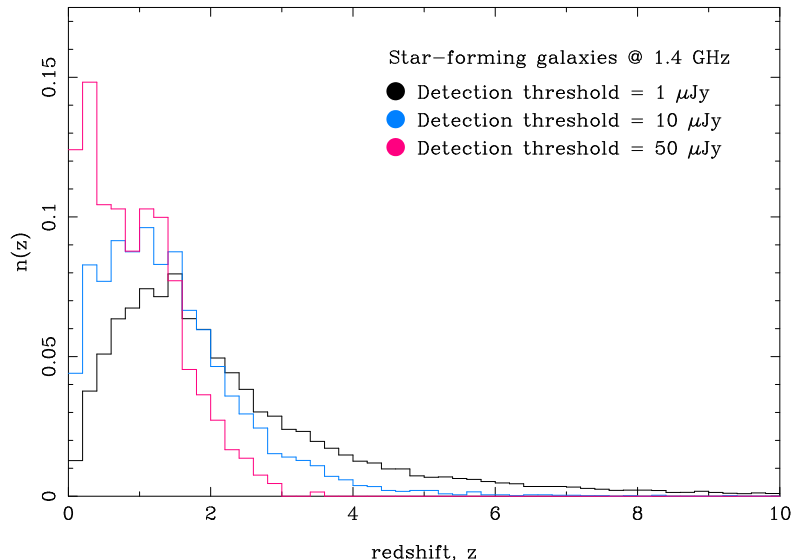 Star-forming galaxies @ 1.4 GHz
Detection threshold = 1 μJy
Detection threshold = 10 μJy
Detection threshold = 50 μJy
0.15
0.1
0.05
0
n(z)
0 2 4 6 8 10
redshift, z